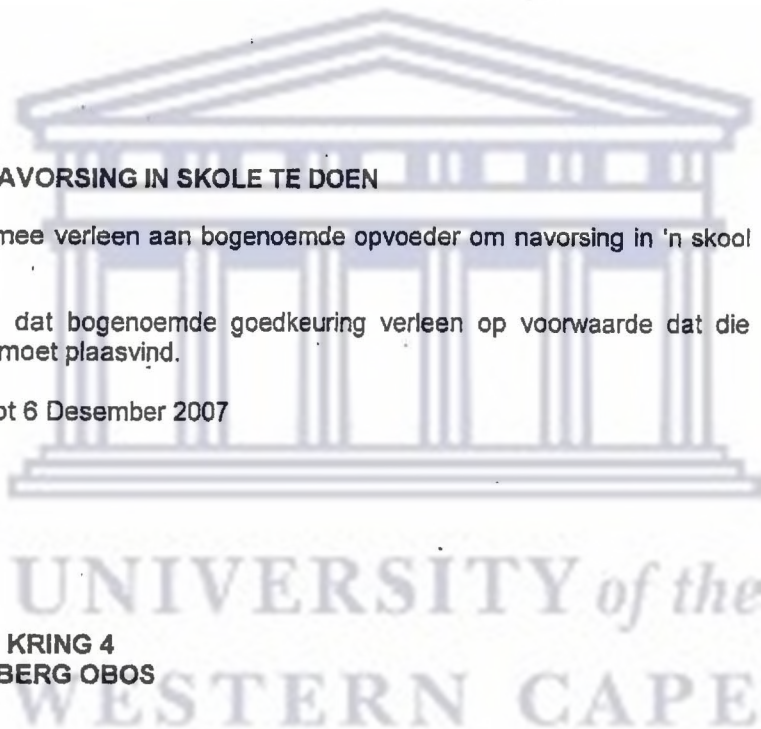 AVORSING IN SKOLE TE DOEN
mee verleen aan bogenoemde opvoeder om navorsing in 'n skool
dat bogenoemde goedkeuring verleen op voorwaarde dat die
moet plaasvind.
ot 6 Desember 2007
UNIVERSITY of the
KRING 4
BERG OBOS
WESTERN CAPE